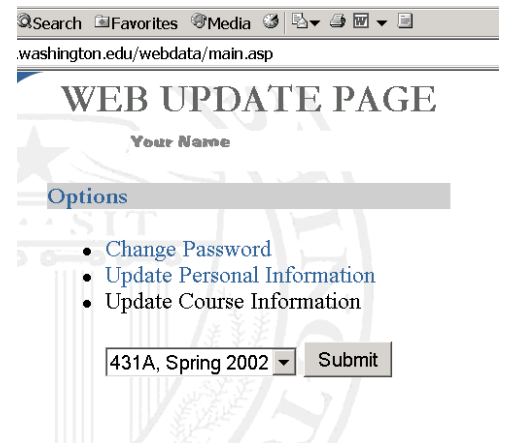 Search Favorites Media
.washington.edu/webdata/main.asp
WEB UPDATE PAGE
Your Name
Options
SIT
Change Password
Update Personal Information
Update Course Information
431A, Spring 2002 Submit